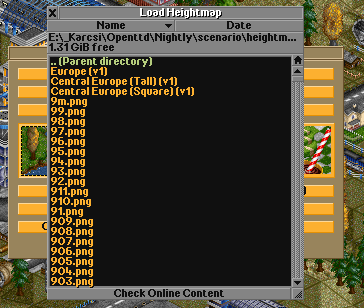 Load Heightmap
Name
Date
E:\_Karcsi\Openttd\Nightly\scenario\heightm...
1.31 GiB free
.. (Parent directory)
Europe (v1)
Central Europe (Tall) (v1)
Central Europe (Square) (v1)
9m.png
99.png
98.png
97.png
96.png
95.png
94.png
93.png
92.png
911.png
910.png
91.png
909.png
908.png
907.png
906.png
905.png
904.png
903.png
Check Online Content